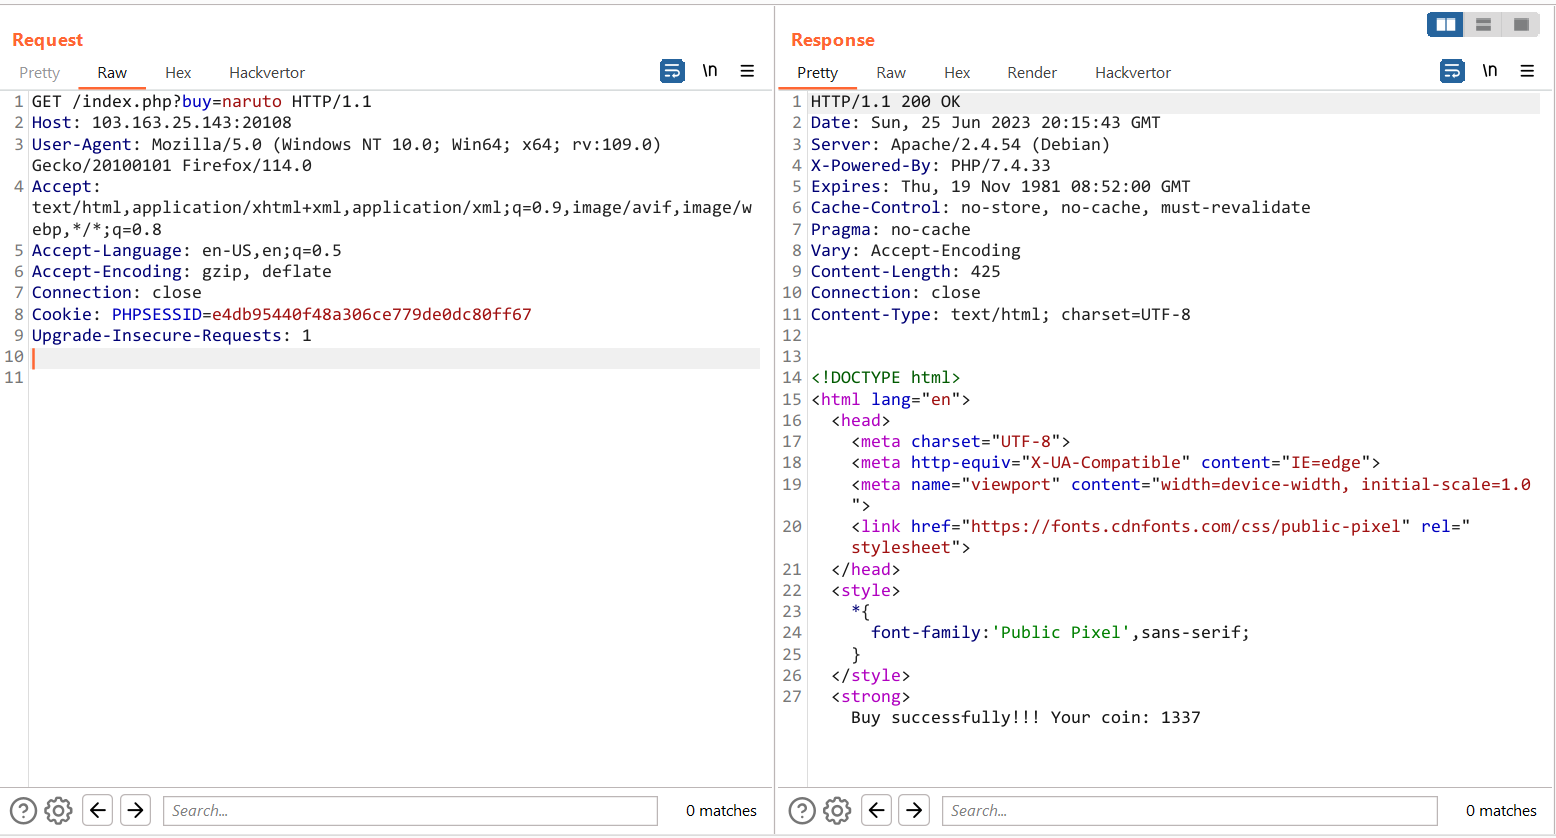 Request
Pretty Raw Hex Hackvertor \n
1 GET /index.php?buy=naruto HTTP/1.1
2 Host: 103.163.25.143:20108
3 User-Agent: Mozilla/5.0 (Windows NT 10.0; Win64; x64; rv:109.0)
Gecko/20100101 Firefox/114.0
4 Accept:
text/html,application/xhtml+xml,application/xml;q=0.9,image/avif,image/w
ebp,*/*;q=0.8
5 Accept-Language: en-US,en;q=0.5
6 Accept-Encoding: gzip, deflate
7 Connection: close
8 Cookie: PHPSESSID=e4db95440f48a306ce779de0dc80ff67
9 Upgrade-Insecure-Requests: 1
10
11
? Search... 0 matches
Response
Pretty Raw Hex Render Hackvertor \n
1 HTTP/1.1 200 OK
2 Date: Sun, 25 Jun 2023 20:15:43 GMT
3 Server: Apache/2.4.54 (Debian)
4 X-Powered-By: PHP/7.4.33
5 Expires: Thu, 19 Nov 1981 08:52:00 GMT
6 Cache-Control: no-store, no-cache, must-revalidate
7 Pragma: no-cache
8 Vary: Accept-Encoding
9 Content-Length: 425
10 Connection: close
11 Content-Type: text/html; charset=UTF-8
12
13
14 <!DOCTYPE html>
15 <html lang="en">
16 <head>
17 <meta charset="UTF-8">
18 <meta http-equiv="X-UA-Compatible" content="IE=edge">
19 <meta name="viewport" content="width=device-width, initial-scale=1.0
">
20 <link href="https://fonts.cdnfonts.com/css/public-pixel" rel="
stylesheet">
21 </head>
22 <style>
23 *{
24 font-family:'Public Pixel',sans-serif;
25 }
26 </style>
27 <strong>
Buy successfully!!! Your coin: 1337
? Search... 0 matches